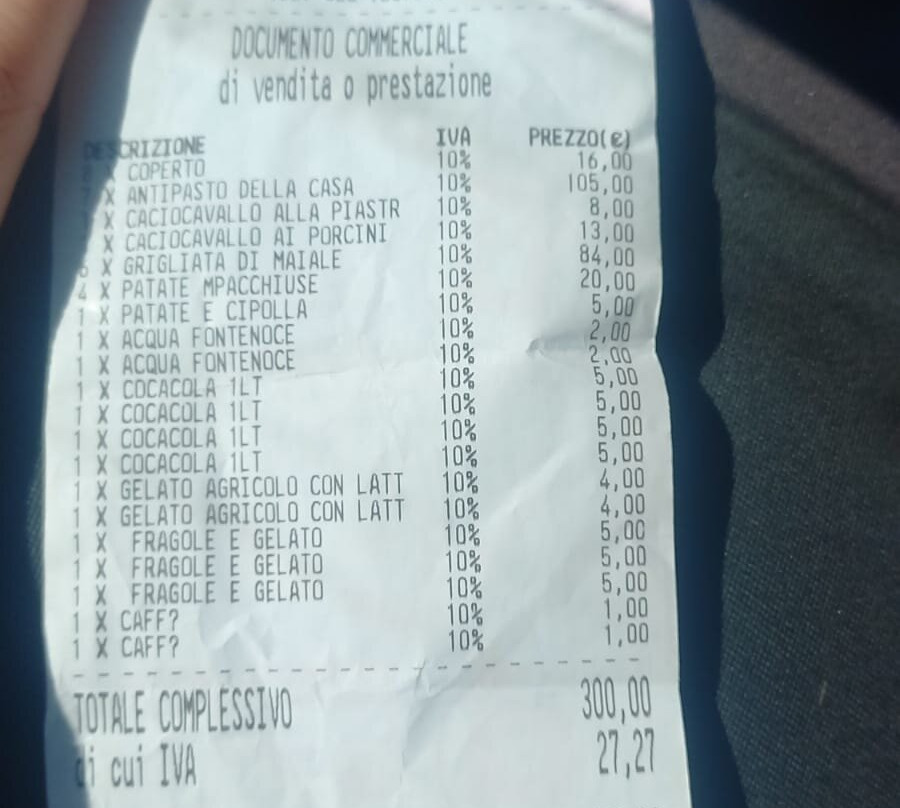 DOCUMENTO COMMERCIALE
di vendita o prestazione
DESCRIZIONE IVA PREZZO(€)
X COPERTO 10% 16,00
X ANTIPASTO DELLA CASA 10% 105,00
X CACIOCAVALLO ALLA PIASTR 10% 8,00
X CACIOCAVALLO AI PORCINI 10% 13,00
6 X GRIGLIATA DI MAIALE 10% 84,00
4 X PATATE MPACCHIUSE 10% 20,00
1 X PATATE E CIPOLLA 10% 5,00
1 X ACQUA FONTENOCE 10% 2,00
1 X ACQUA FONTENOCE 10% 2,00
1 X COCACOLA 1LT 10% 5,00
1 X COCACOLA 1LT 10% 5,00
1 X COCACOLA 1LT 10% 5,00
1 X COCACOLA 1LT 10% 5,00
1 X GELATO AGRICOLO CON LATT 10% 4,00
1 X GELATO AGRICOLO CON LATT 10% 4,00
1 X FRAGOLE E GELATO 10% 5,00
1 X FRAGOLE E GELATO 10% 5,00
1 X FRAGOLE E GELATO 10% 5,00
1 X CAFF? 10% 1,00
1 X CAFF? 10% 1,00
TOTALE COMPLESSIVO 300,00
di cui IVA 27,27